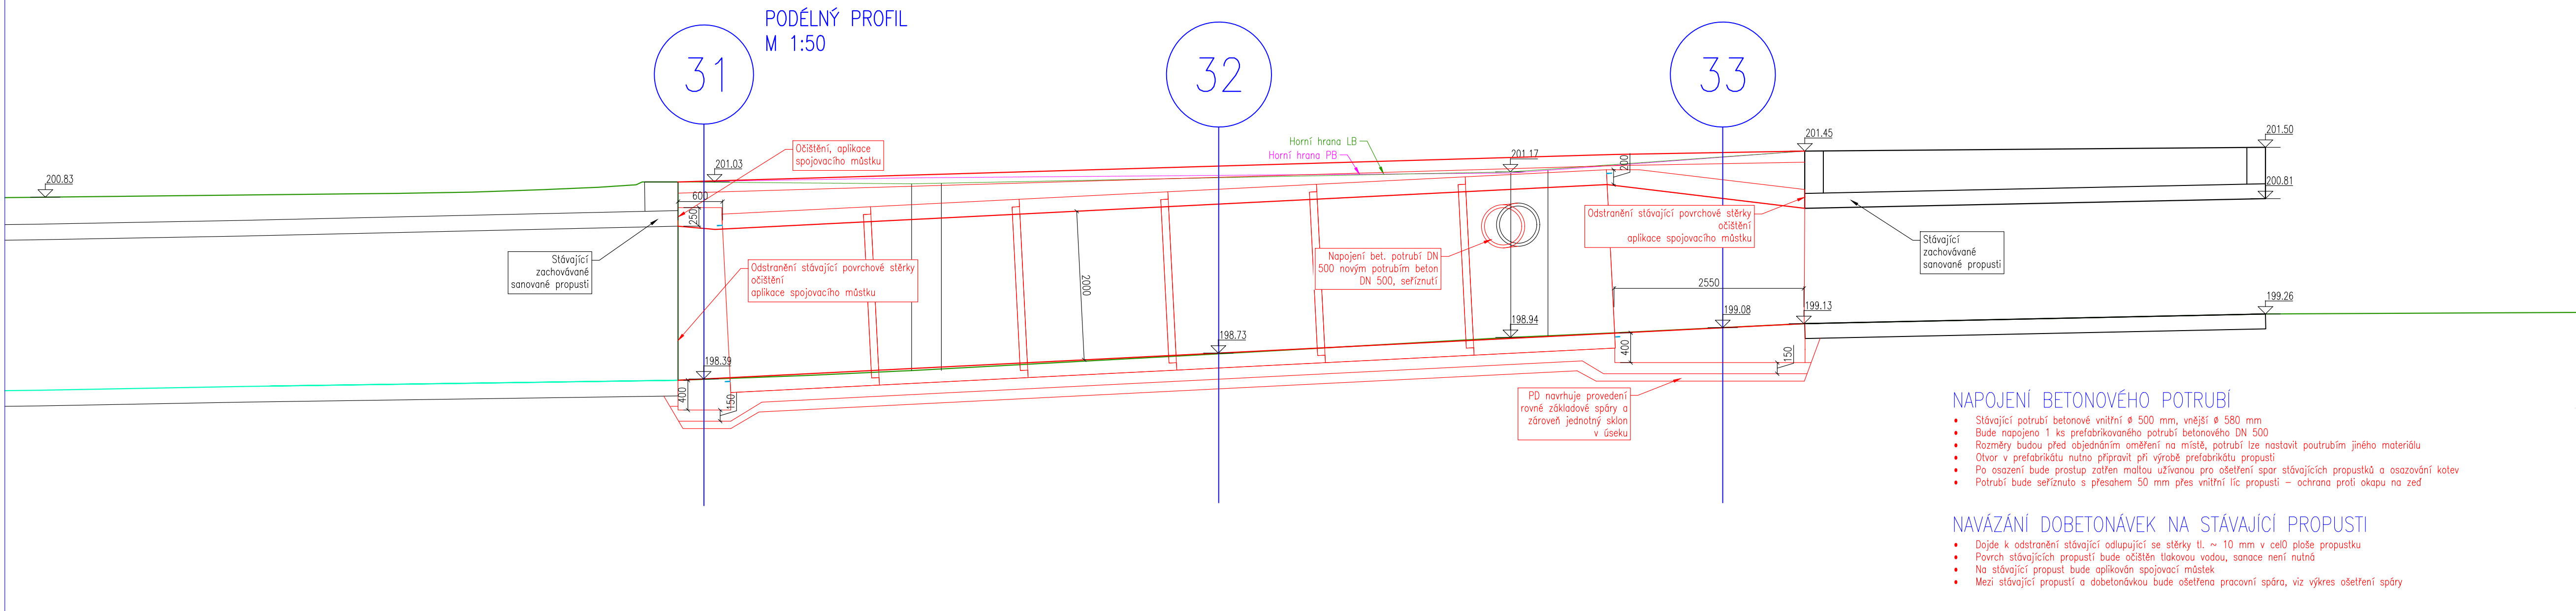 PODÉLNÝ PROFIL
M 1:50
31
32
33
200.83
201.03
201.17
201.45
201.50
200.81
199.26
199.13
199.08
198.94
198.73
198.39
Očištění, aplikace
spojovacího můstku
Horní hrana LB
Horní hrana PB
600
250
200
2000
2550
400
150
400
150
Stávající
zachovávané
sanované propusti
Odstranění stávající povrchové stěrky
očištění
aplikace spojovacího můstku
Napojení bet. potrubí DN
500 novým potrubím beton
DN 500, seříznutí
Odstranění stávající povrchové stěrky
očištění
aplikace spojovacího můstku
Stávající
zachovávané
sanované propusti
PD navrhuje provedení
rovné základové spáry a
zároveň jednotný sklon
v úseku
NAPOJENÍ BETONOVÉHO POTRUBÍ
• Stávající potrubí betonové vnitřní ø 500 mm, vnější ø 580 mm
• Bude napojeno 1 ks prefabrikovaného potrubí betonového DN 500
• Rozměry budou před objednáním oměření na místě, potrubí lze nastavit poutrubím jiného materiálu
• Otvor v prefabrikátu nutno připravit při výrobě prefabrikátu propusti
• Po osazení bude prostup zatřen maltou užívanou pro ošetření spar stávajících propustků a osazování kotev
• Potrubí bude seříznuto s přesahem 50 mm přes vnitřní líc propusti – ochrana proti okapu na zeď
NAVÁZÁNÍ DOBETONÁVEK NA STÁVAJÍCÍ PROPUSTI
• Dojde k odstranění stávající odlupující se stěrky tl. ~ 10 mm v cel0 ploše propustku
• Povrch stávajících propustí bude očištěn tlakovou vodou, sanace není nutná
• Na stávající propust bude aplikován spojovací můstek
• Mezi stávající propustí a dobetonávkou bude ošetřena pracovní spára, viz výkres ošetření spáry